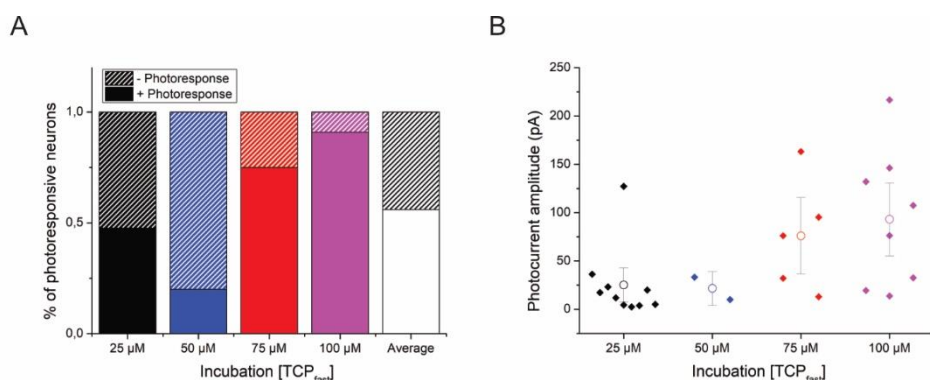 A
- Photoresponse
+ Photoresponse
% of photoresponsive neurons
1,0
0,5
0,0
25 µM 50 µM 75 µM 100 µM Average
Incubation [TCPfast]
B
Photocurrent amplitude (pA)
250
200
150
100
50
0
25 µM 50 µM 75 µM 100 µM
Incubation [TCPfast]